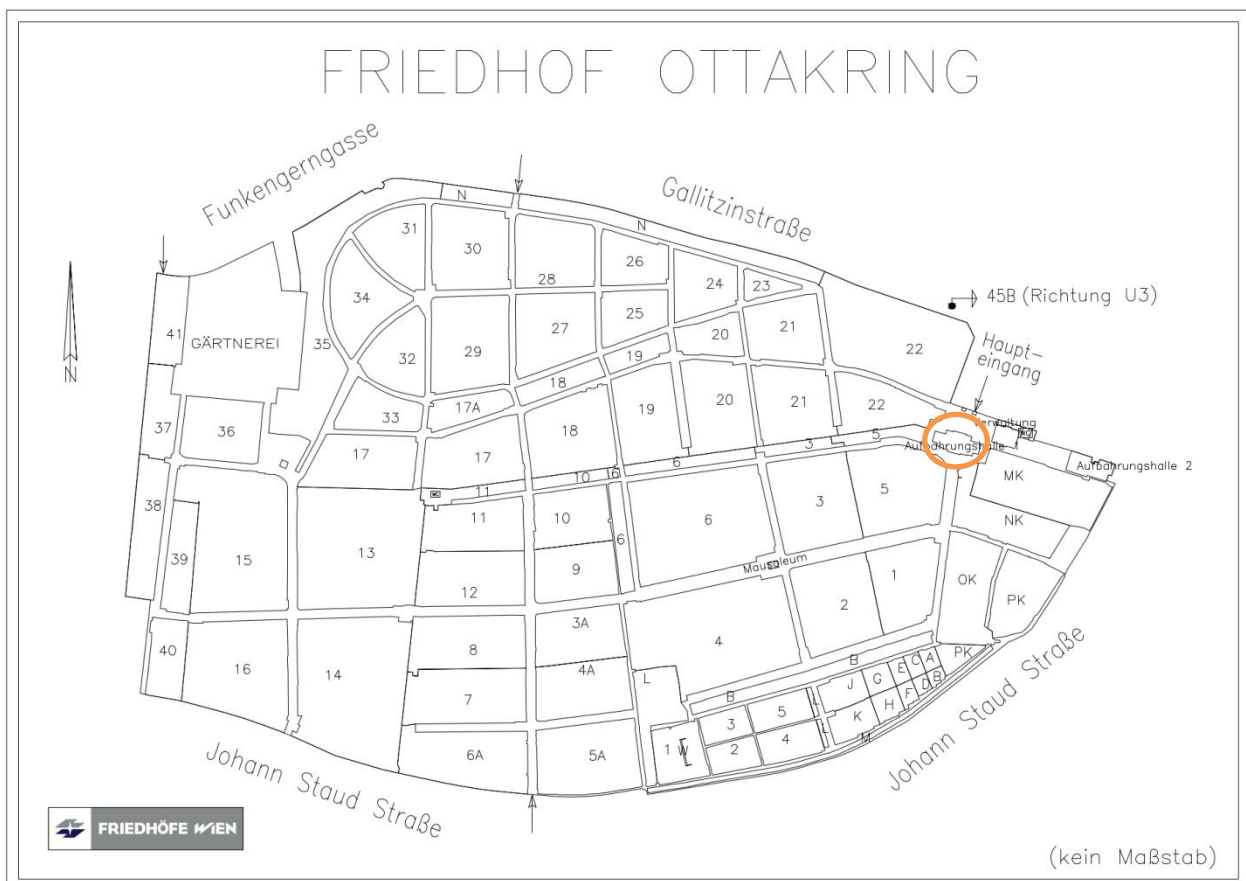 FRIEDHOF OTTAKRING
Funkengerngasse
Gallitzinstraße
N
N
31
30
28
26
24
23
45B (Richtung U3)
34
27
25
20
21
22
Haupt-
eingang
41
GÄRTNEREI
35
32
29
19
18
N
17A
33
19
20
21
22
Verwaltung
WC
37
36
17
17
18
6
3
5
Aufbahrungshalle 1
Aufbahrungshalle 2
MK
WC
11
10
6
38
39
15
13
11
10
6
6
3
5
NK
12
9
Mausoleum
1
2
OK
PK
40
16
14
8
3A
4
4A
L
B
PK
7
B
J
G
E
C
A
K
H
F
D
B
L
L
M
6A
5A
1
W
3
5
2
4
Johann Staud Straße
Johann Staud Straße
FRIEDHÖFE WIEN
(kein Maßstab)